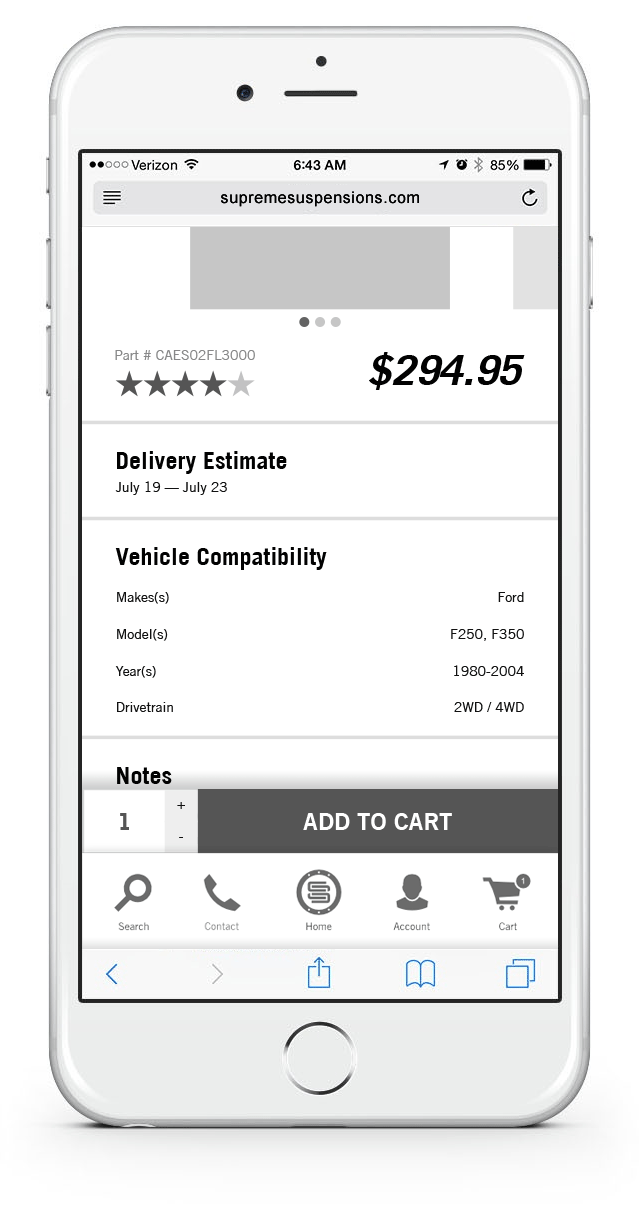 Verizon 6:43 AM 85%
supremesuspensions.com
Part # CAES02FL3000
$294.95
Delivery Estimate
July 19 — July 23
Vehicle Compatibility
Makes(s) Ford
Model(s) F250, F350
Year(s) 1980-2004
Drivetrain 2WD / 4WD
Notes
1 + - ADD TO CART
1
Search Contact Home Account Cart